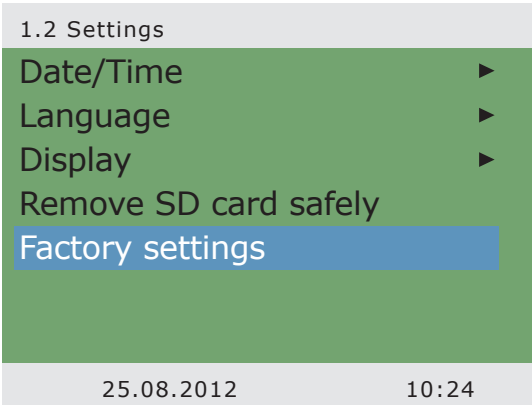 1.2 Settings
Date/Time
Language
Display
Remove SD card safely
Factory settings
25.08.2012 10:24